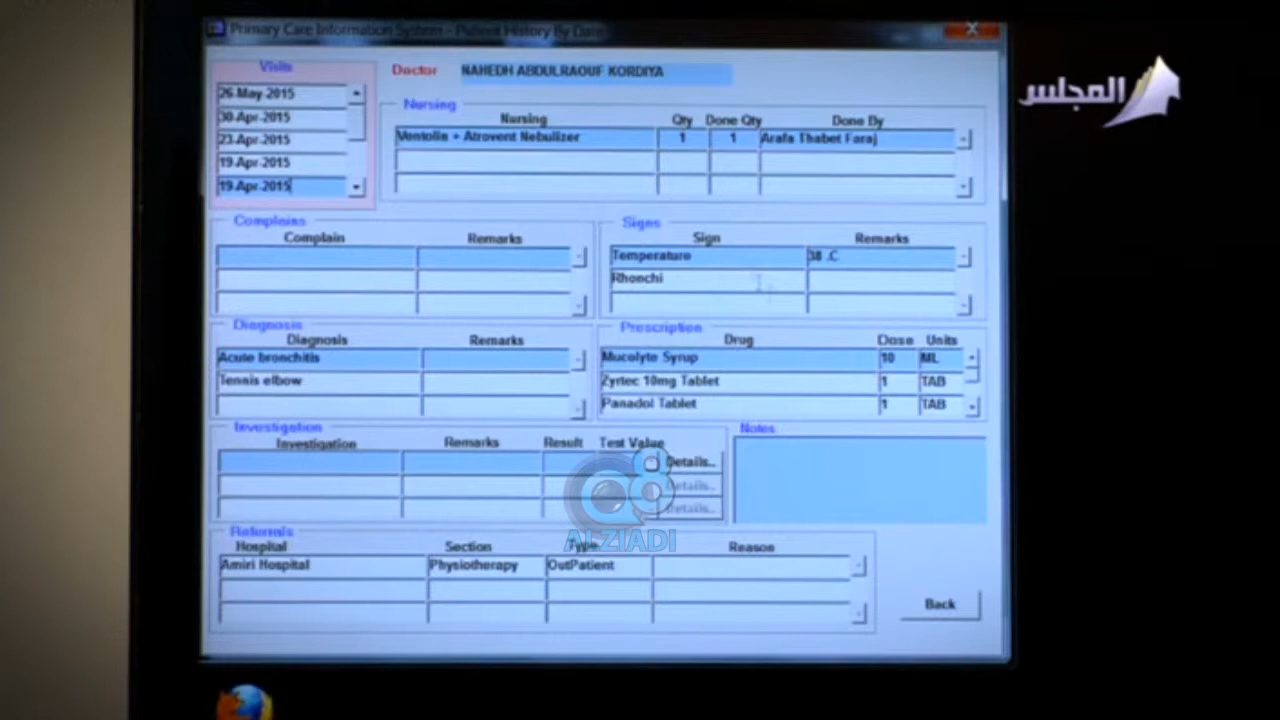 Primary Care Information System - Patient History By Date
المجلس
Visits
26-May-2015
30-Apr-2015
23-Apr-2015
19-Apr-2015
19-Apr-2015
Doctor NAHEDH ABDULRAOUF KORDIYA
Nursing
Nursing Qty Done Qty Done By
Ventolin + Atrovent Nebulizer 1 1 Arafa Thabet Faraj
Complains
Complain Remarks
Signs
Sign Remarks
Temperature 38 .C
Rhonchi
Diagnosis
Diagnosis Remarks
Acute bronchitis
Tennis elbow
Prescription
Drug Dose Units
Mucolyte Syrup 10 ML
Zyrtec 10mg Tablet 1 TAB
Panadol Tablet 1 TAB
Investigation
Investigation Remarks Result Test Value
Details..
Details..
Details..
Notes
Q8
ALZIADI
Referrals
Hospital Section Type Reason
Amiri Hospital Physiotherapy OutPatient
Back